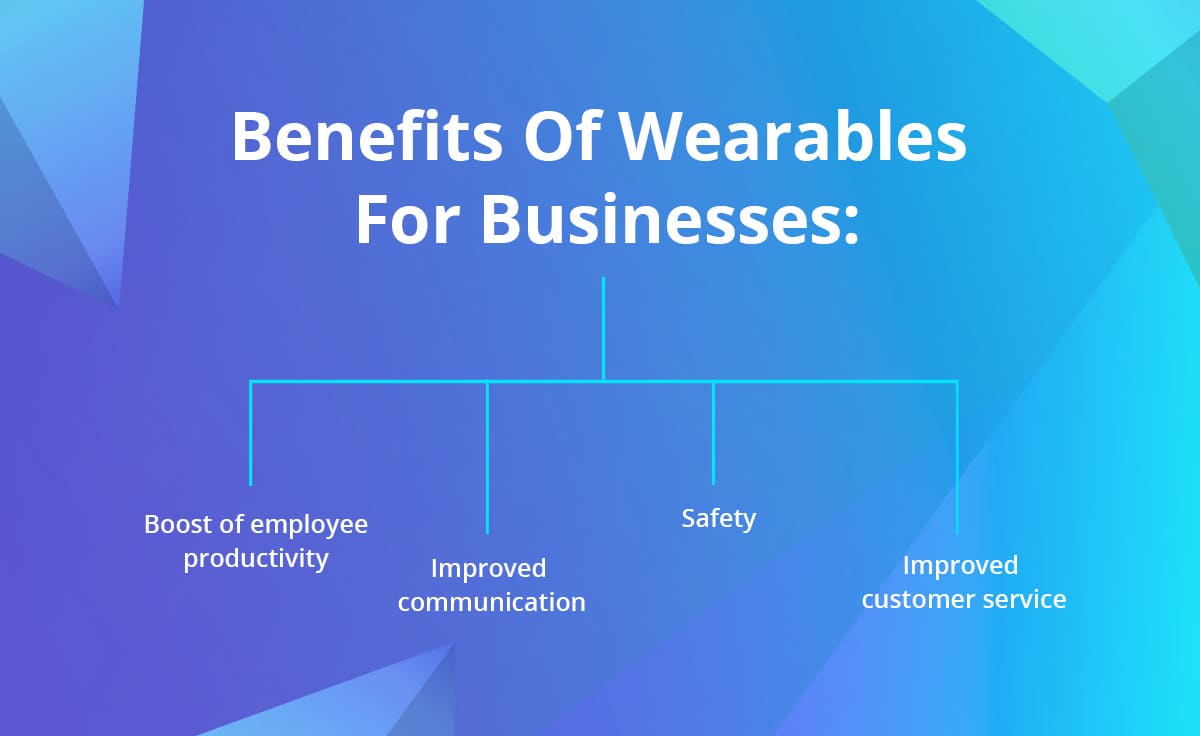 Benefits Of Wearables
For Businesses:
Boost of employee
productivity
Improved
communication
Safety
Improved
customer service